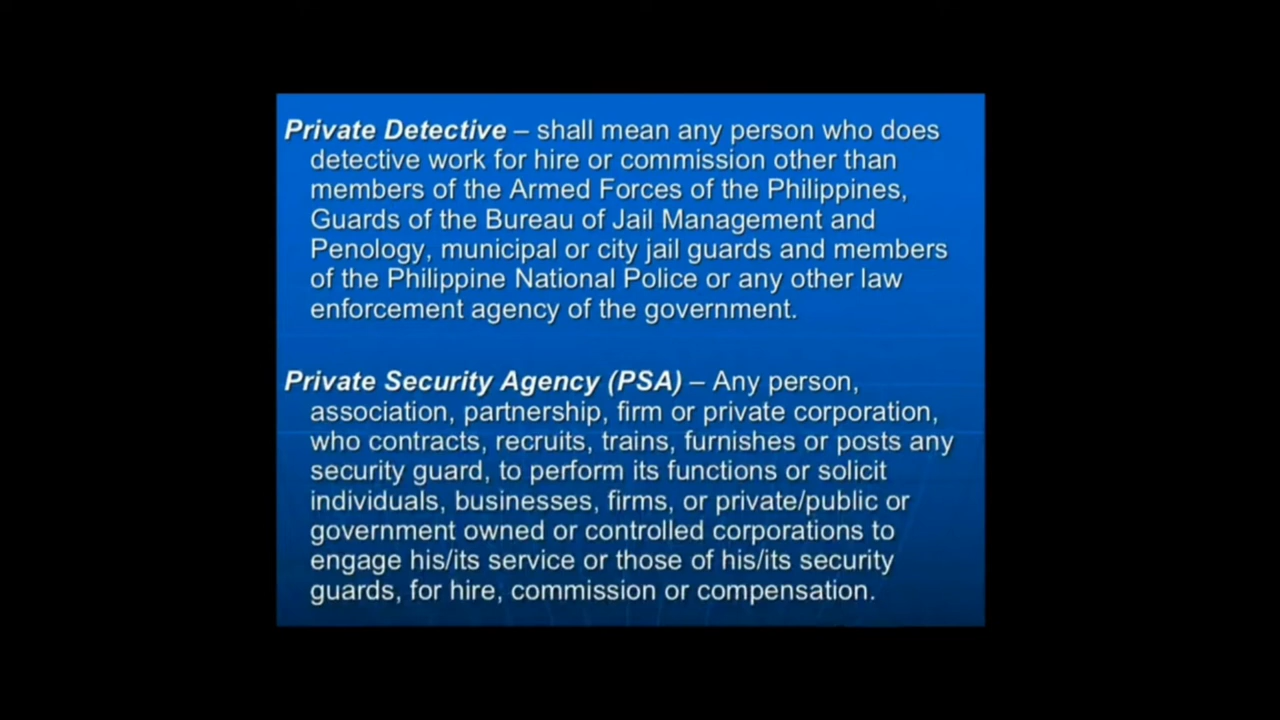 Private Detective – shall mean any person who does
detective work for hire or commission other than
members of the Armed Forces of the Philippines,
Guards of the Bureau of Jail Management and
Penology, municipal or city jail guards and members
of the Philippine National Police or any other law
enforcement agency of the government.
Private Security Agency (PSA) – Any person,
association, partnership, firm or private corporation,
who contracts, recruits, trains, furnishes or posts any
security guard, to perform its functions or solicit
individuals, businesses, firms, or private/public or
government owned or controlled corporations to
engage his/its service or those of his/its security
guards, for hire, commission or compensation.